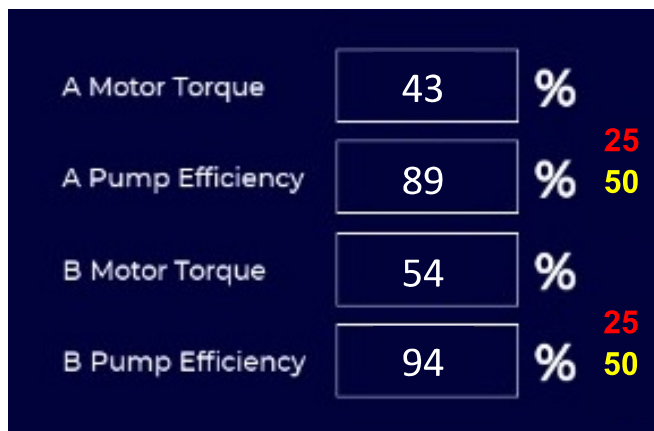 A Motor Torque 43 %
25
A Pump Efficiency 89 % 50
B Motor Torque 54 %
25
B Pump Efficiency 94 % 50